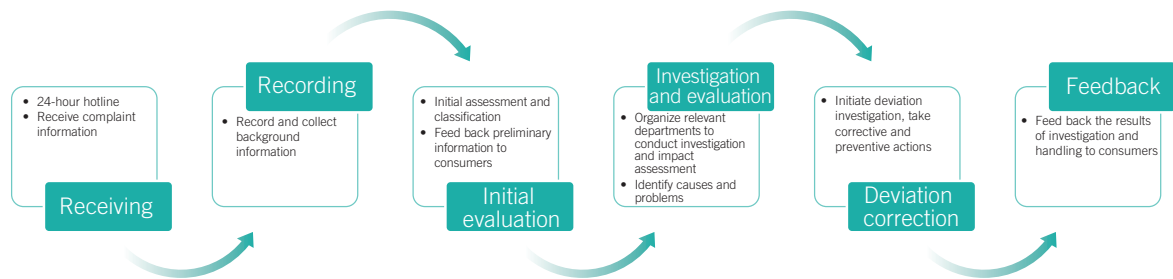 • 24-hour hotline
• Receive complaint
information
Receiving
Recording
• Record and collect
background
information
• Initial assessment and
classification
• Feed back preliminary
information to
consumers
Initial
evaluation
Investigation
and evaluation
• Organize relevant
departments to
conduct investigation
and impact
assessment
• Identify causes and
problems
• Initiate deviation
investigation, take
corrective and
preventive actions
Deviation
correction
Feedback
• Feed back the results
of investigation and
handling to consumers